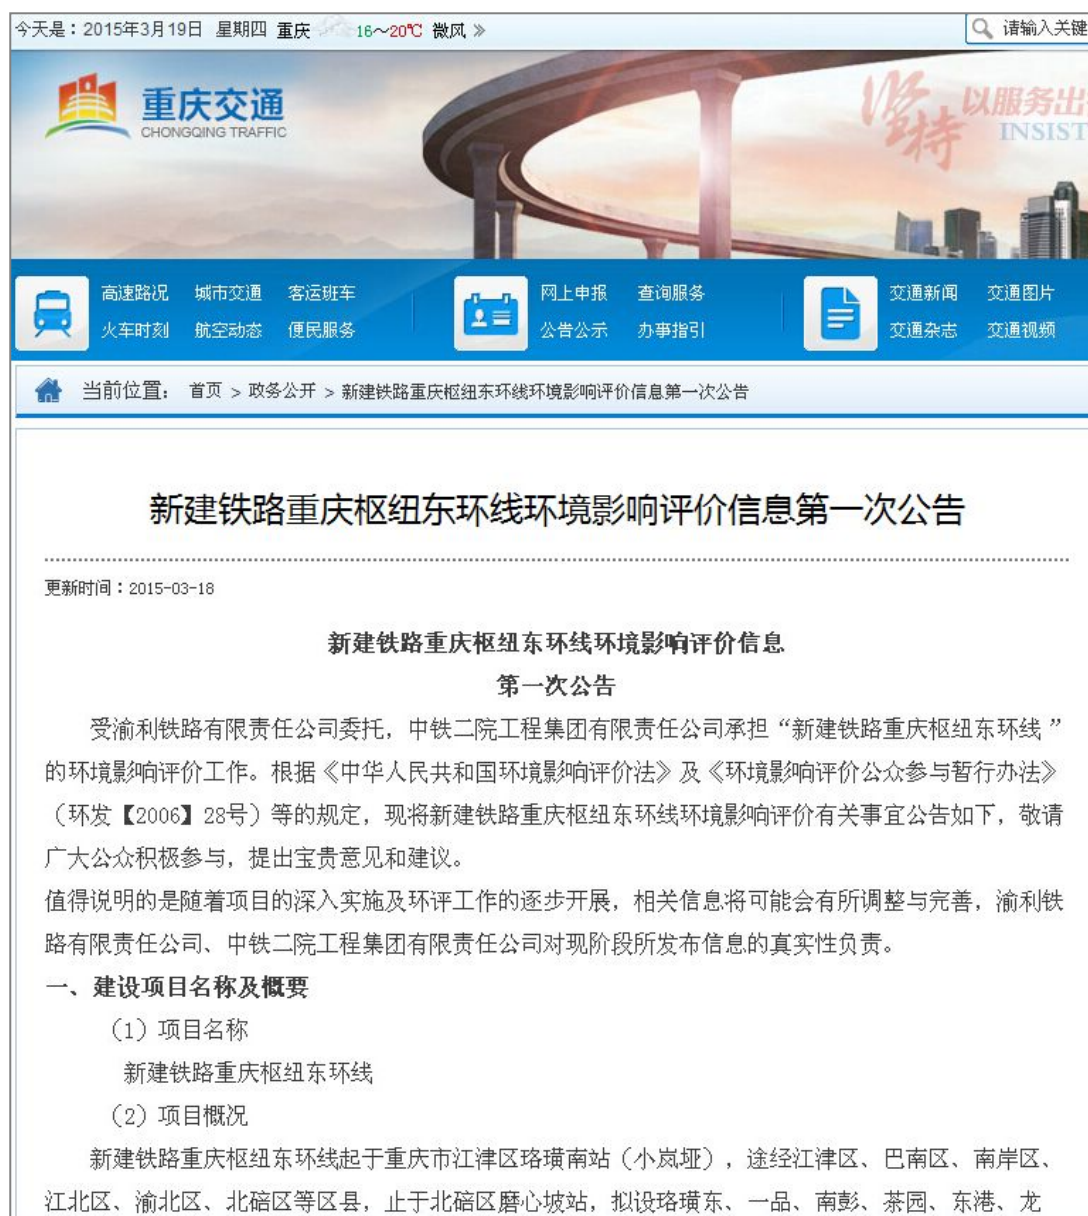 今天是：2015年3月19日 星期四 重庆 16～20℃ 微风 »
请输入关键
重庆交通
CHONGQING TRAFFIC
坚持 以服务出
INSIST
高速路况 城市交通 客运班车 网上申报 查询服务 交通新闻 交通图片
火车时刻 航空动态 便民服务 公告公示 办事指引 交通杂志 交通视频
当前位置： 首页 > 政务公开 > 新建铁路重庆枢纽东环线环境影响评价信息第一次公告
新建铁路重庆枢纽东环线环境影响评价信息第一次公告
更新时间：2015-03-18
新建铁路重庆枢纽东环线环境影响评价信息
第一次公告
受渝利铁路有限责任公司委托，中铁二院工程集团有限责任公司承担“新建铁路重庆枢纽东环线”
的环境影响评价工作。根据《中华人民共和国环境影响评价法》及《环境影响评价公众参与暂行办法》
（环发【2006】28号）等的规定，现将新建铁路重庆枢纽东环线环境影响评价有关事宜公告如下，敬请
广大公众积极参与，提出宝贵意见和建议。
值得说明的是随着项目的深入实施及环评工作的逐步开展，相关信息将可能会有所调整与完善，渝利铁
路有限责任公司、中铁二院工程集团有限责任公司对现阶段所发布信息的真实性负责。
一、建设项目名称及概要
（1）项目名称
新建铁路重庆枢纽东环线
（2）项目概况
新建铁路重庆枢纽东环线起于重庆市江津区珞璜南站（小岚垭），途经江津区、巴南区、南岸区、
江北区、渝北区、北碚区等区县，止于北碚区磨心坡站，拟设珞璜东、一品、南彭、茶园、东港、龙